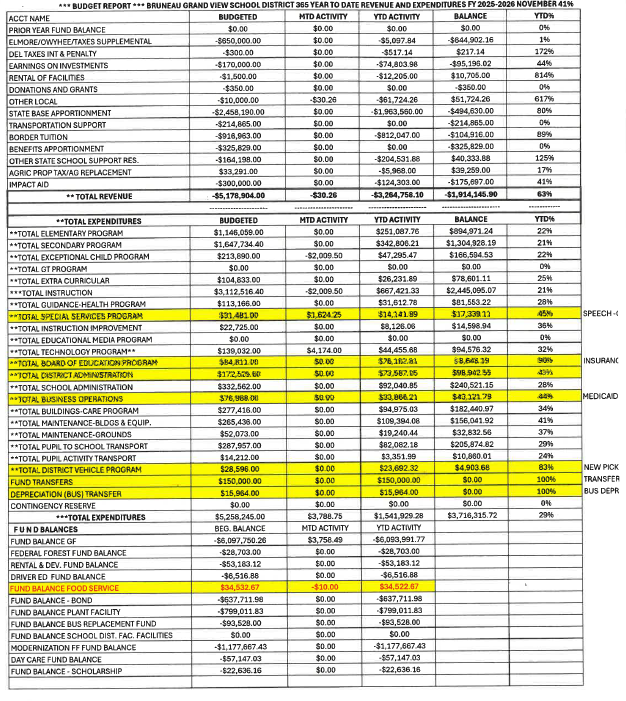 *** BUDGET REPORT *** BRUNEAU GRAND VIEW SCHOOL DISTRICT 365 YEAR TO DATE REVENUE AND EXPENDITURES FY 2025-2026 NOVEMBER 41%
ACCT NAME BUDGETED MTD ACTIVITY YTD ACTIVITY BALANCE YTD%
PRIOR YEAR FUND BALANCE $0.00 $0.00 $0.00 $0.00 0%
ELMORE/OWYHEE/TAXES SUPPLEMENTAL -$650,000.00 $0.00 -$5,097.84 -$644,902.16 1%
DEL TAXES INT & PENALTY -$300.00 $0.00 -$517.14 $217.14 172%
EARNINGS ON INVESTMENTS -$170,000.00 $0.00 -$74,803.98 -$95,196.02 44%
RENTAL OF FACILITIES -$1,500.00 $0.00 -$12,205.00 $10,705.00 814%
DONATIONS AND GRANTS -$350.00 $0.00 $0.00 -$350.00 0%
OTHER LOCAL -$10,000.00 -$30.26 -$61,724.26 $51,724.26 617%
STATE BASE APPORTIONMENT -$2,458,190.00 $0.00 -$1,963,560.00 -$494,630.00 80%
TRANSPORTATION SUPPORT -$214,865.00 $0.00 $0.00 -$214,865.00 0%
BORDER TUITION -$916,963.00 $0.00 -$812,047.00 -$104,916.00 89%
BENEFITS APPORTIONMENT -$325,829.00 $0.00 $0.00 -$325,829.00 0%
OTHER STATE SCHOOL SUPPORT RES. -$164,198.00 $0.00 -$204,531.88 $40,333.88 125%
AGRIC PROP TAX/AG REPLACEMENT $33,291.00 $0.00 -$5,968.00 $39,259.00 17%
IMPACT AID -$300,000.00 $0.00 -$124,303.00 -$175,697.00 41%
** TOTAL REVENUE -$5,178,904.00 -$30.26 -$3,264,758.10 -$1,914,145.90 63%
**TOTAL EXPENDITURES BUDGETED MTD ACTIVITY YTD ACTIVITY BALANCE YTD%
**TOTAL ELEMENTARY PROGRAM $1,146,059.00 $0.00 $251,087.76 $894,971.24 22%
**TOTAL SECONDARY PROGRAM $1,647,734.40 $0.00 $342,806.21 $1,304,928.19 21%
**TOTAL EXCEPTIONAL CHILD PROGRAM $213,890.00 -$2,009.50 $47,295.47 $166,594.53 22%
**TOTAL GT PROGRAM $0.00 $0.00 $0.00 $0.00 0%
**TOTAL EXTRA CURRICULAR $104,833.00 $0.00 $26,231.89 $78,601.11 25%
***TOTAL INSTRUCTION $3,112,516.40 -$2,009.50 $667,421.33 $2,445,095.07 21%
**TOTAL GUIDANCE-HEALTH PROGRAM $113,166.00 $0.00 $31,612.78 $81,553.22 28%
**TOTAL SPECIAL SERVICES PROGRAM $31,481.00 $1,624.25 $14,141.89 $17,339.11 45% SPEECH -
**TOTAL INSTRUCTION IMPROVEMENT $22,725.00 $0.00 $8,126.06 $14,598.94 36%
**TOTAL EDUCATIONAL MEDIA PROGRAM $0.00 $0.00 $0.00 $0.00 0%
**TOTAL TECHNOLOGY PROGRAM** $139,032.00 $4,174.00 $44,455.68 $94,576.32 32%
**TOTAL BOARD OF EDUCATION PROGRAM $84,811.00 $0.00 $76,162.81 $8,648.19 90% INSURANC
**TOTAL DISTRICT ADMINISTRATION $172,529.60 $0.00 $73,587.05 $98,942.55 43%
**TOTAL SCHOOL ADMINISTRATION $332,562.00 $0.00 $92,040.85 $240,521.15 28%
**TOTAL BUSINESS OPERATIONS $76,988.00 $0.00 $33,866.21 $43,121.79 44% MEDICAID
**TOTAL BUILDINGS-CARE PROGRAM $277,416.00 $0.00 $94,975.03 $182,440.97 34%
**TOTAL MAINTENANCE-BLDGS & EQUIP. $265,436.00 $0.00 $109,394.08 $156,041.92 41%
**TOTAL MAINTENANCE-GROUNDS $52,073.00 $0.00 $19,240.44 $32,832.56 37%
**TOTAL PUPIL TO SCHOOL TRANSPORT $287,957.00 $0.00 $82,082.18 $205,874.82 29%
**TOTAL PUPIL ACTIVITY TRANSPORT $14,212.00 $0.00 $3,351.99 $10,860.01 24%
**TOTAL DISTRICT VEHICLE PROGRAM $28,596.00 $0.00 $23,692.32 $4,903.68 83% NEW PICK
FUND TRANSFERS $150,000.00 $0.00 $150,000.00 $0.00 100% TRANSFER
DEPRECIATION (BUS) TRANSFER $15,964.00 $0.00 $15,964.00 $0.00 100% BUS DEPR
CONTINGENCY RESERVE $0.00 $0.00 $0.00 $0.00 0%
***TOTAL EXPENDITURES $5,258,245.00 $3,788.75 $1,541,929.28 $3,716,315.72 29%
F U N D BALANCES BEG. BALANCE MTD ACTIVITY YTD ACTIVITY
FUND BALANCE GF -$6,097,750.26 $3,758.49 -$6,093,991.77
FEDERAL FOREST FUND BALANCE -$28,703.00 $0.00 -$28,703.00
RENTAL & DEV. FUND BALANCE -$53,183.12 $0.00 -$53,183.12
DRIVER ED FUND BALANCE -$6,516.88 $0.00 -$6,516.88
FUND BALANCE FOOD SERVICE $34,532.67 -$10.00 $34,522.67
FUND BALANCE - BOND -$637,711.98 $0.00 -$637,711.98
FUND BALANCE PLANT FACILITY -$799,011.83 $0.00 -$799,011.83
FUND BALANCE BUS REPLACEMENT FUND -$93,528.00 $0.00 -$93,528.00
FUND BALANCE SCHOOL DIST. FAC. FACILITIES $0.00 $0.00 $0.00
MODERNIZATION FF FUND BALANCE -$1,177,667.43 $0.00 -$1,177,667.43
DAY CARE FUND BALANCE -$57,147.03 $0.00 -$57,147.03
FUND BALANCE - SCHOLARSHIP -$22,636.16 $0.00 -$22,636.16